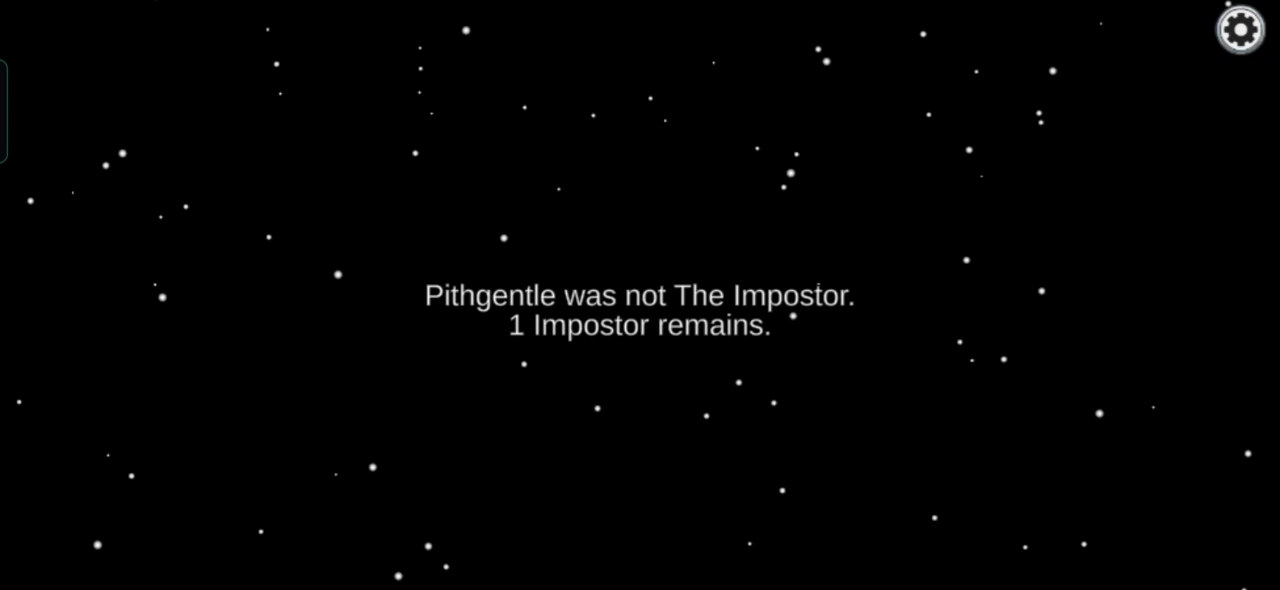 Pithgentle was not The Impostor.
1 Impostor remains.